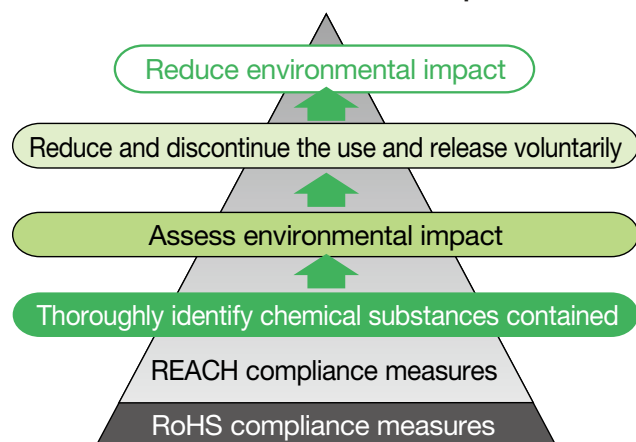 Reduce environmental impact
Reduce and discontinue the use and release voluntarily
Assess environmental impact
Thoroughly identify chemical substances contained
REACH compliance measures
RoHS compliance measures